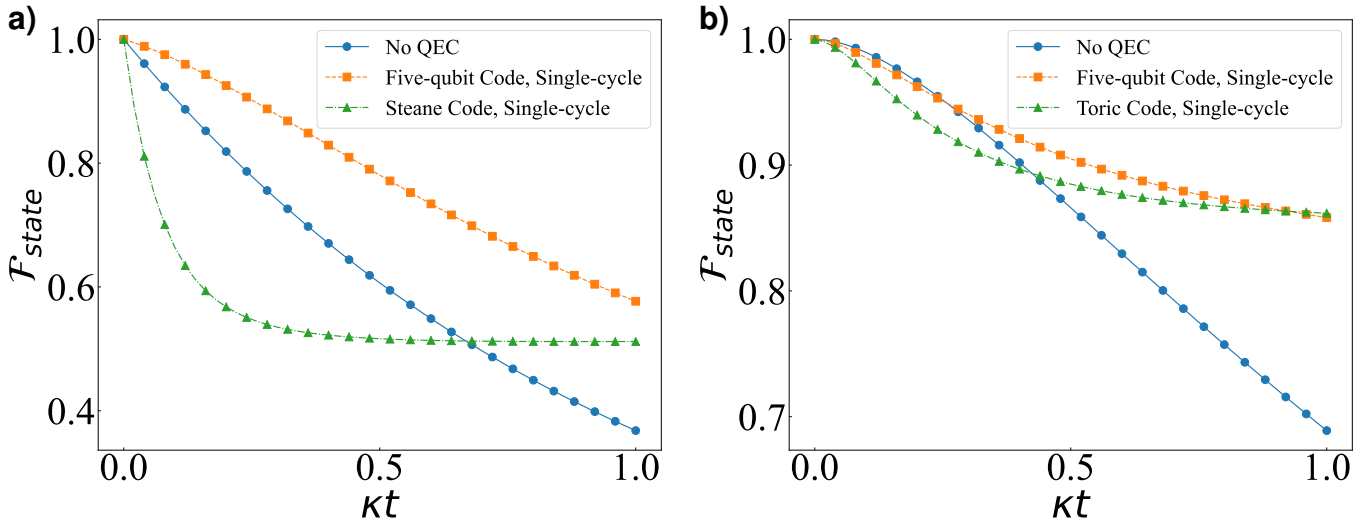 a)
No QEC
Five-qubit Code, Single-cycle
Steane Code, Single-cycle
1.0
0.8
0.6
0.4
ℱstate
0.0
0.5
1.0
κt
b)
No QEC
Five-qubit Code, Single-cycle
Toric Code, Single-cycle
1.0
0.9
0.8
0.7
ℱstate
0.0
0.5
1.0
κt